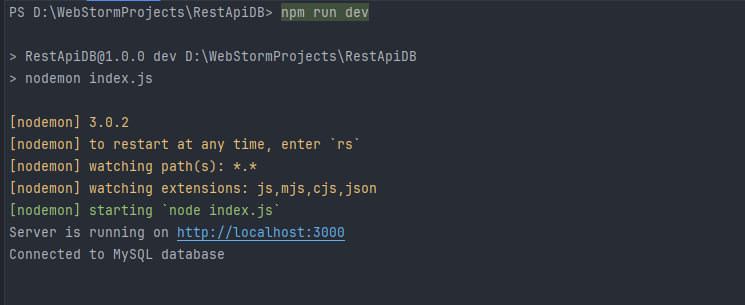 PS D:\WebStormProjects\RestApiDB> npm run dev
> RestApiDB@1.0.0 dev D:\WebStormProjects\RestApiDB
> nodemon index.js
[nodemon] 3.0.2
[nodemon] to restart at any time, enter `rs`
[nodemon] watching path(s): *.*
[nodemon] watching extensions: js,mjs,cjs,json
[nodemon] starting `node index.js`
Server is running on http://localhost:3000
Connected to MySQL database